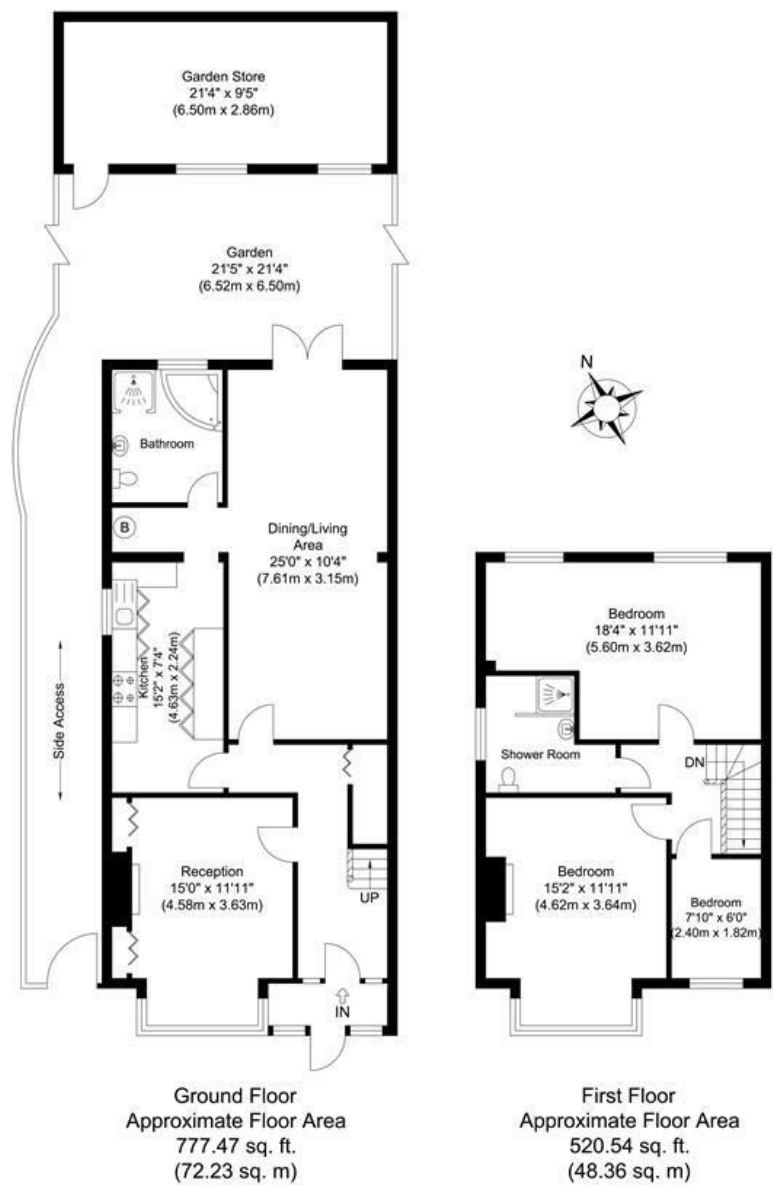 Garden Store
21'4" x 9'5"
(6.50m x 2.86m)
Garden
21'5" x 21'4"
(6.52m x 6.50m)
N
Bathroom
B
Dining/Living
Area
25'0" x 10'4"
(7.61m x 3.15m)
Kitchen
15'2" x 7'4"
(4.63m x 2.24m)
Side Access
Reception
15'0" x 11'11"
(4.58m x 3.63m)
UP
IN
Bedroom
18'4" x 11'11"
(5.60m x 3.62m)
Shower Room
DN
Bedroom
15'2" x 11'11"
(4.62m x 3.64m)
Bedroom
7'10" x 6'0"
(2.40m x 1.82m)
Ground Floor
Approximate Floor Area
777.47 sq. ft.
(72.23 sq. m)
First Floor
Approximate Floor Area
520.54 sq. ft.
(48.36 sq. m)